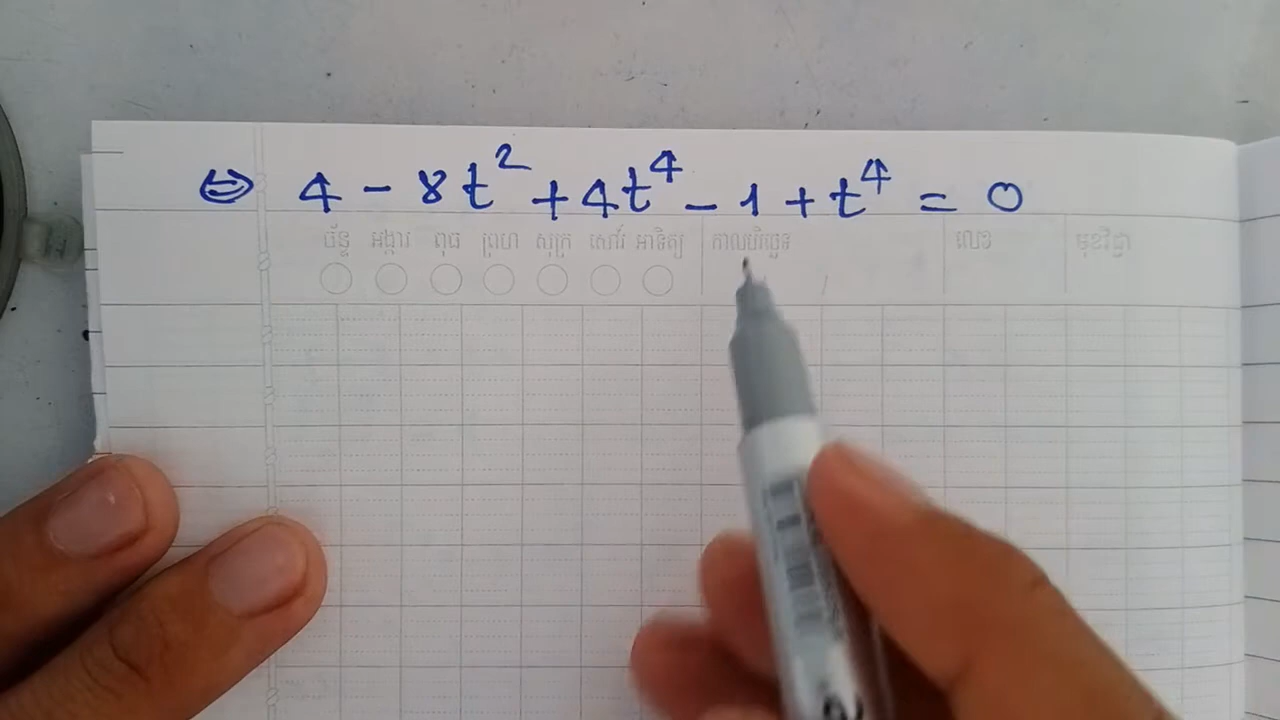 ⇔ 4 - 8t² + 4t⁴ - 1 + t⁴ = 0
ច័ន្ទ អង្គារ ពុធ ព្រហ សុក្រ សៅរ៍ អាទិត្យ កាលបរិច្ឆេទ / លេខ មុខវិជ្ជា